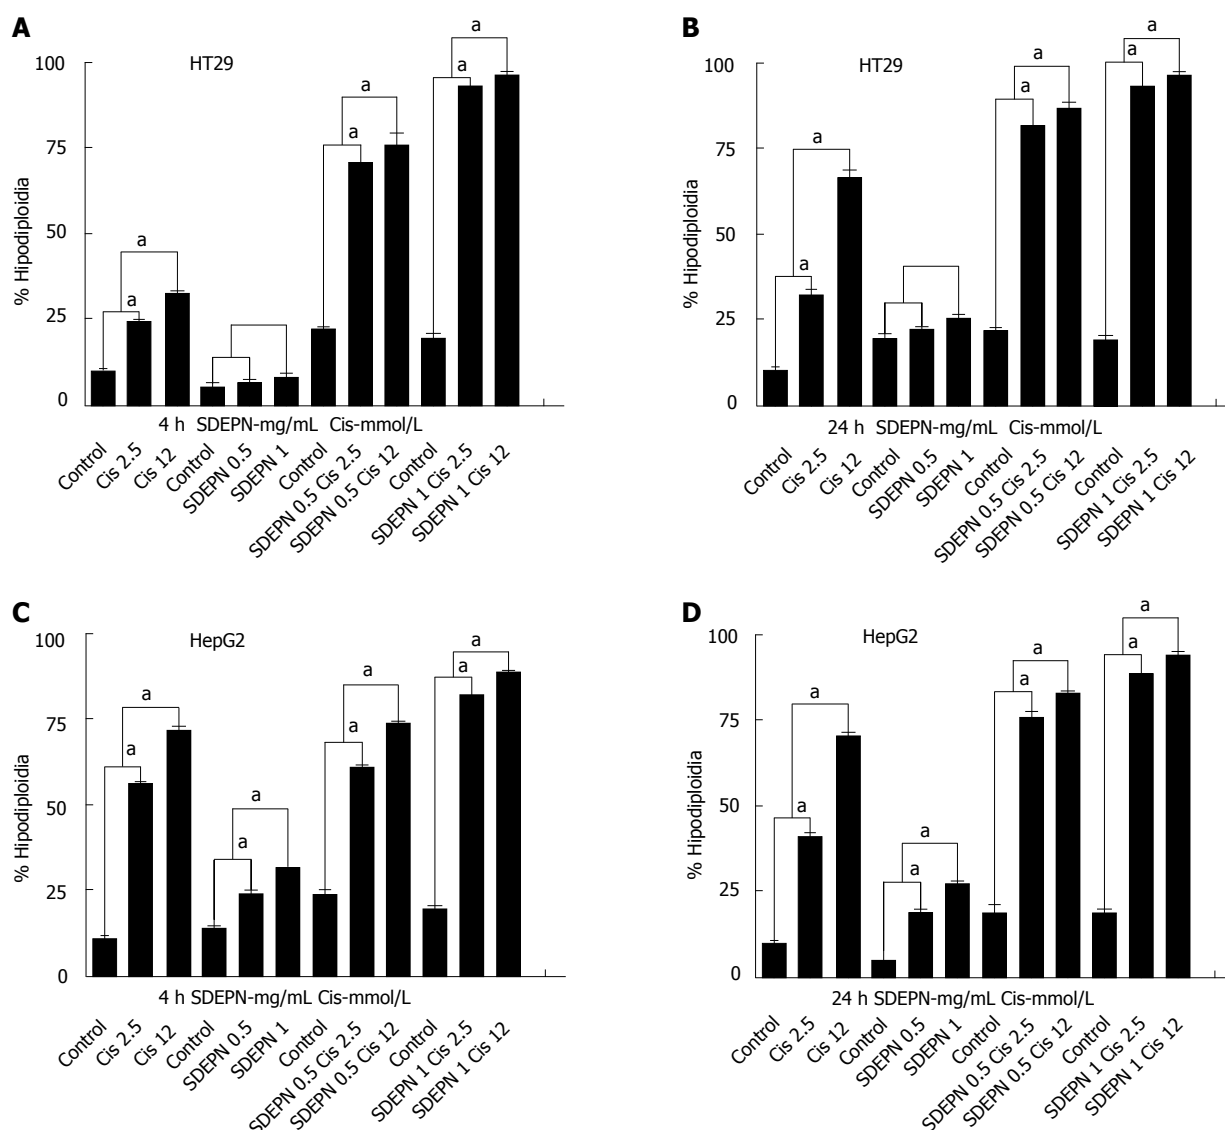 A
HT29
% Hipodiploidia
100
75
50
25
0
a
a
a
a
a
a
4 h SDEPN-mg/mL Cis-mmol/L
Control
Cis 2.5
Cis 12
Control
SDEPN 0.5
SDEPN 1
Control
SDEPN 0.5 Cis 2.5
SDEPN 0.5 Cis 12
Control
SDEPN 1 Cis 2.5
SDEPN 1 Cis 12
B
HT29
% Hipodiploidia
100
75
50
25
0
a
a
a
a
a
a
24 h SDEPN-mg/mL Cis-mmol/L
Control
Cis 2.5
Cis 12
Control
SDEPN 0.5
SDEPN 1
Control
SDEPN 0.5 Cis 2.5
SDEPN 0.5 Cis 12
Control
SDEPN 1 Cis 2.5
SDEPN 1 Cis 12
C
HepG2
% Hipodiploidia
100
75
50
25
0
a
a
a
a
a
a
a
a
4 h SDEPN-mg/mL Cis-mmol/L
Control
Cis 2.5
Cis 12
Control
SDEPN 0.5
SDEPN 1
Control
SDEPN 0.5 Cis 2.5
SDEPN 0.5 Cis 12
Control
SDEPN 1 Cis 2.5
SDEPN 1 Cis 12
D
HepG2
% Hipodiploidia
100
75
50
25
0
a
a
a
a
a
a
a
a
24 h SDEPN-mg/mL Cis-mmol/L
Control
Cis 2.5
Cis 12
Control
SDEPN 0.5
SDEPN 1
Control
SDEPN 0.5 Cis 2.5
SDEPN 0.5 Cis 12
Control
SDEPN 1 Cis 2.5
SDEPN 1 Cis 12